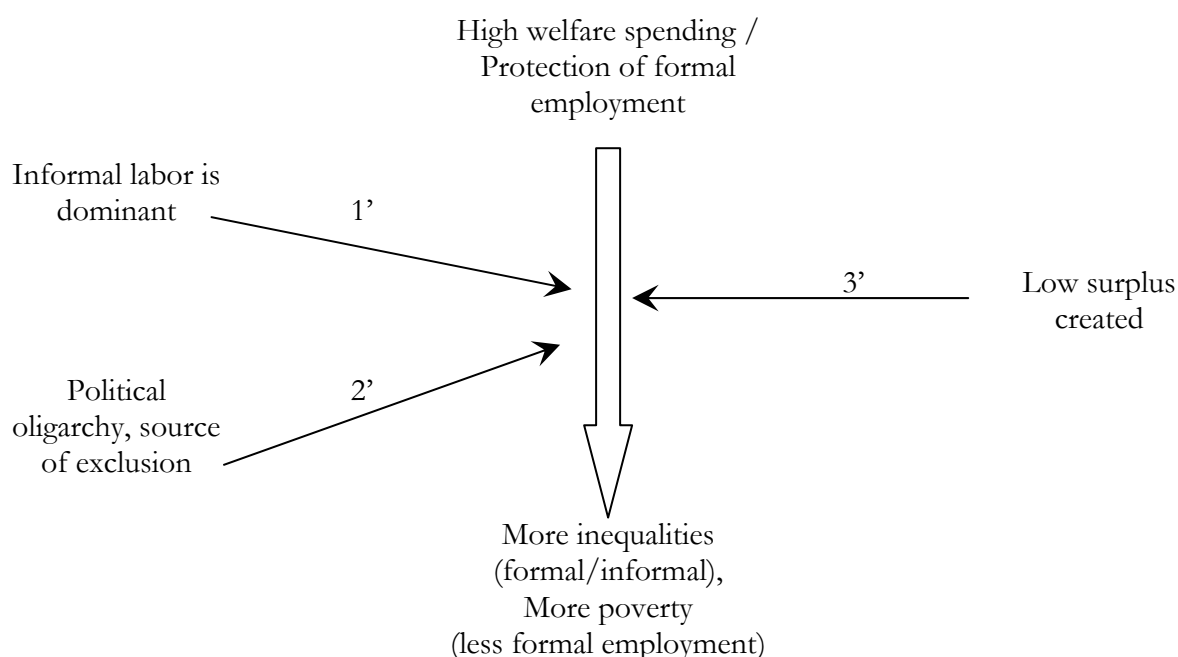 High welfare spending /
Protection of formal
employment
Informal labor is
dominant
1’
3’
Low surplus
created
Political
oligarchy, source
of exclusion
2’
More inequalities
(formal/informal),
More poverty
(less formal employment)